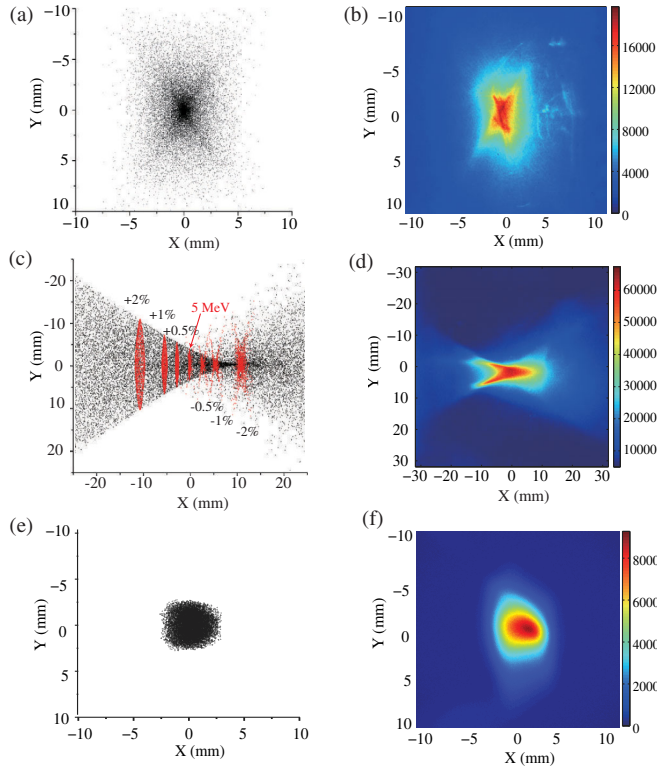 (a)
−10
−5
0
5
10
Y (mm)
−10 −5 0 5 10
X (mm)
(b)
−10
−5
0
5
10
Y (mm)
−10 −5 0 5 10
X (mm)
16000
12000
8000
4000
0
(c)
-20
-10
0
10
20
Y (mm)
+2%
+1%
+0.5%
5 MeV
-0.5%
-1%
-2%
-20 -10 0 10 20
X (mm)
(d)
−30
−20
−10
0
10
20
30
Y (mm)
−30 −20 −10 0 10 20 30
X (mm)
60000
50000
40000
30000
20000
10000
(e)
−10
−5
0
5
10
Y (mm)
−10 −5 0 5 10
X (mm)
(f)
−10
−5
0
5
10
Y (mm)
−10 −5 0 5 10
X (mm)
8000
6000
4000
2000
0